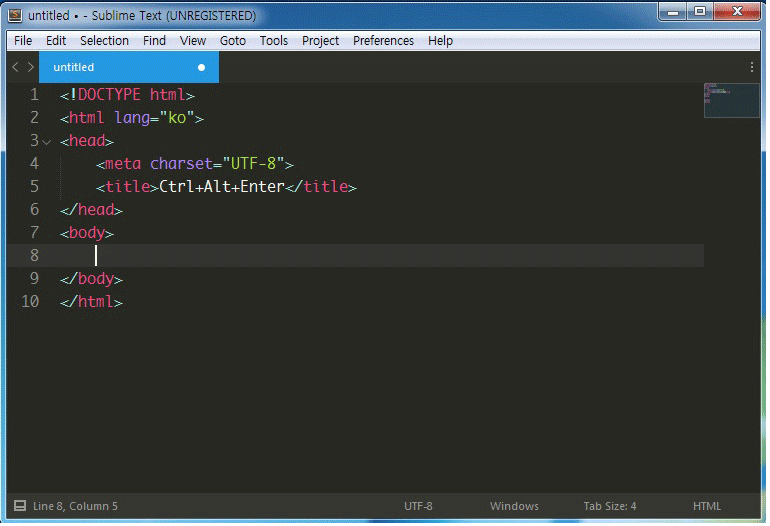 untitled • - Sublime Text (UNREGISTERED)
File Edit Selection Find View Goto Tools Project Preferences Help
untitled
1 <!DOCTYPE html>
2 <html lang="ko">
3 <head>
4 <meta charset="UTF-8">
5 <title>Ctrl+Alt+Enter</title>
6 </head>
7 <body>
8
9 </body>
10 </html>
Line 8, Column 5 UTF-8 Windows Tab Size: 4 HTML